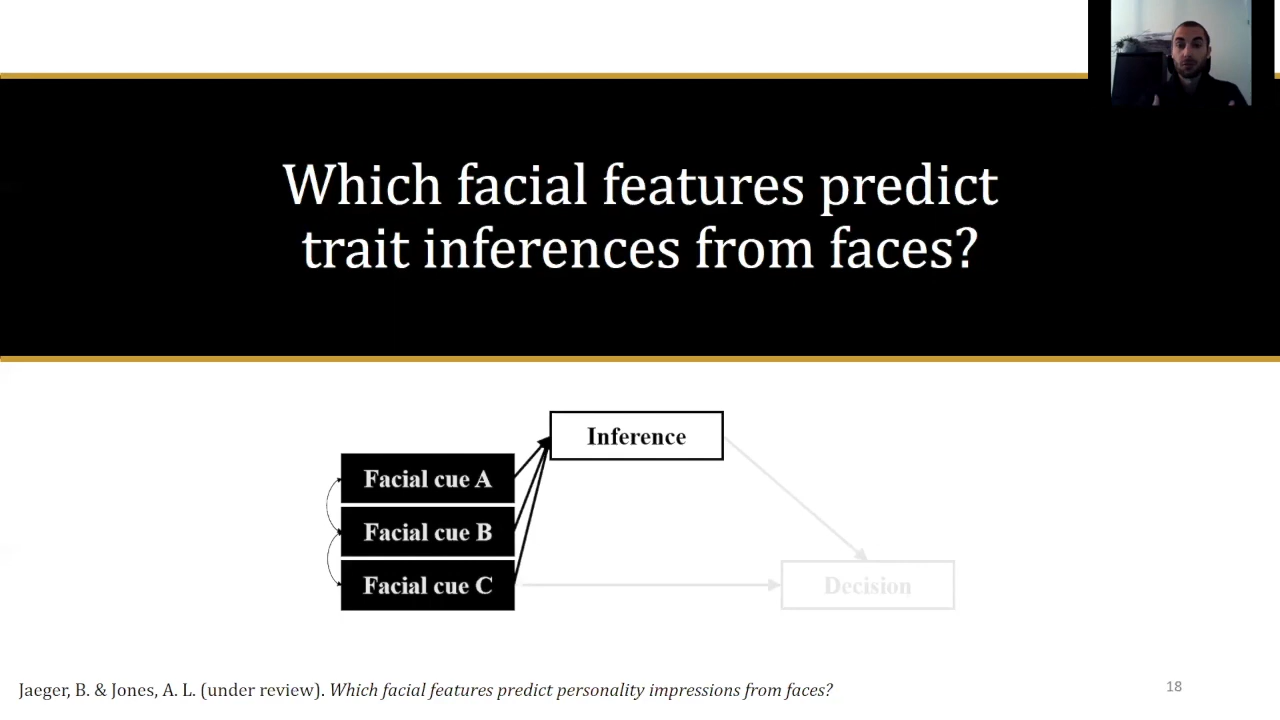 Which facial features predict
trait inferences from faces?
Inference
Facial cue A
Facial cue B
Facial cue C
Decision
Jaeger, B. & Jones, A. L. (under review). Which facial features predict personality impressions from faces?
18